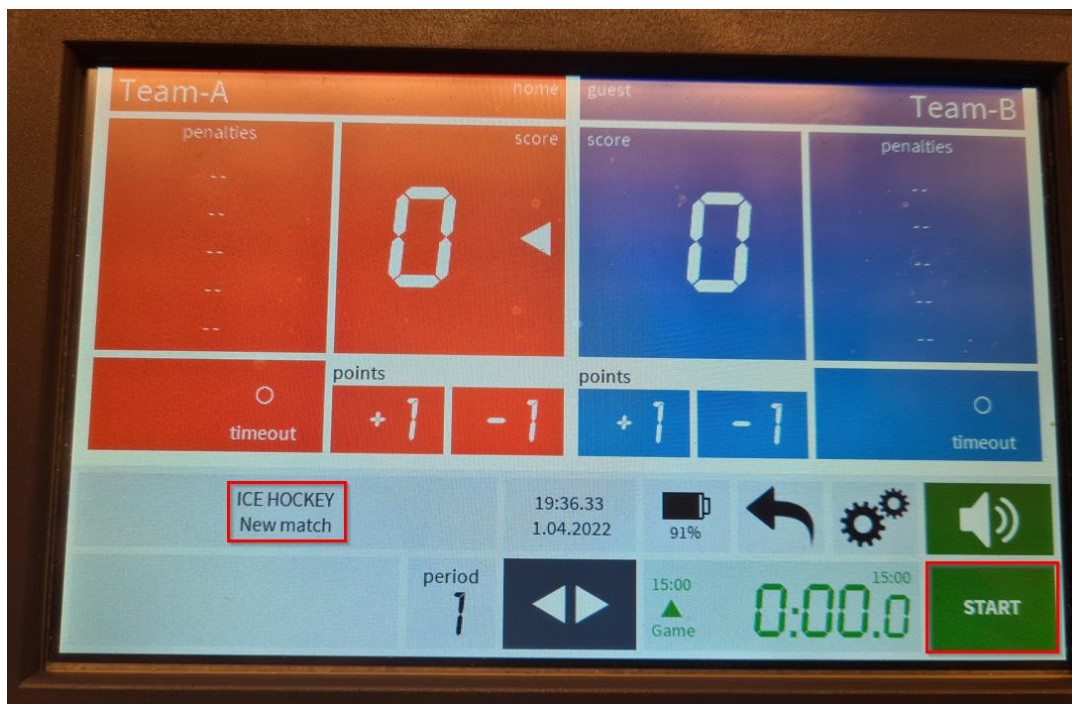 Team-A
home
guest
Team-B
penalties
score
score
penalties
--
--
--
--
--
0
0
--
--
--
--
--
timeout
points
+1
-1
points
+1
-1
timeout
ICE HOCKEY
New match
19:36.33
1.04.2022
91%
period
1
15:00
Game
15:00
0:00.0
START